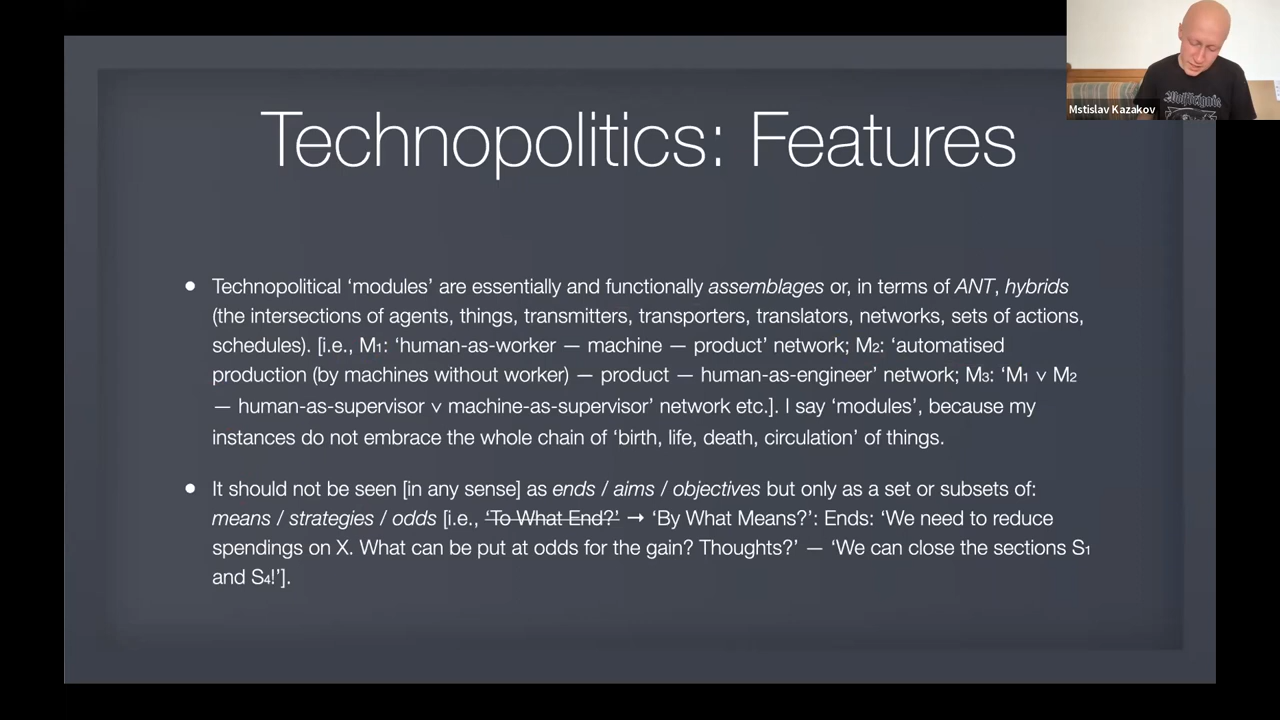 Technopolitics: Features
Mstislav Kazakov
• Technopolitical ‘modules’ are essentially and functionally assemblages or, in terms of ANT, hybrids
(the intersections of agents, things, transmitters, transporters, translators, networks, sets of actions,
schedules). [i.e., M₁: ‘human-as-worker — machine — product’ network; M₂: ‘automatised
production (by machines without worker) — product — human-as-engineer’ network; M₃: ‘M₁ ∨ M₂
— human-as-supervisor ∨ machine-as-supervisor’ network etc.]. I say ‘modules’, because my
instances do not embrace the whole chain of ‘birth, life, death, circulation’ of things.
• It should not be seen [in any sense] as ends / aims / objectives but only as a set or subsets of:
means / strategies / odds [i.e., ‘To What End?’ → ‘By What Means?’: Ends: ‘We need to reduce
spendings on X. What can be put at odds for the gain? Thoughts?’ — ‘We can close the sections S₁
and S₄!’].